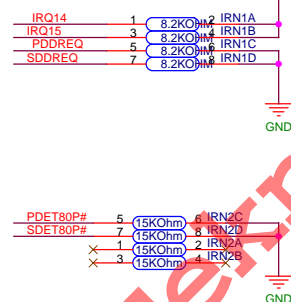 IRQ14 1 8.2KOHM 2 IRN1A
IRQ15 3 8.2KOHM 4 IRN1B
PDDREQ 5 8.2KOHM 6 IRN1C
SDDREQ 7 8.2KOHM 8 IRN1D
GND
PDET80P# 5 15KOhm 6 IRN2C
SDET80P# 7 15KOhm 8 IRN2D
1 15KOhm 2 IRN2A
3 15KOhm 4 IRN2B
GND